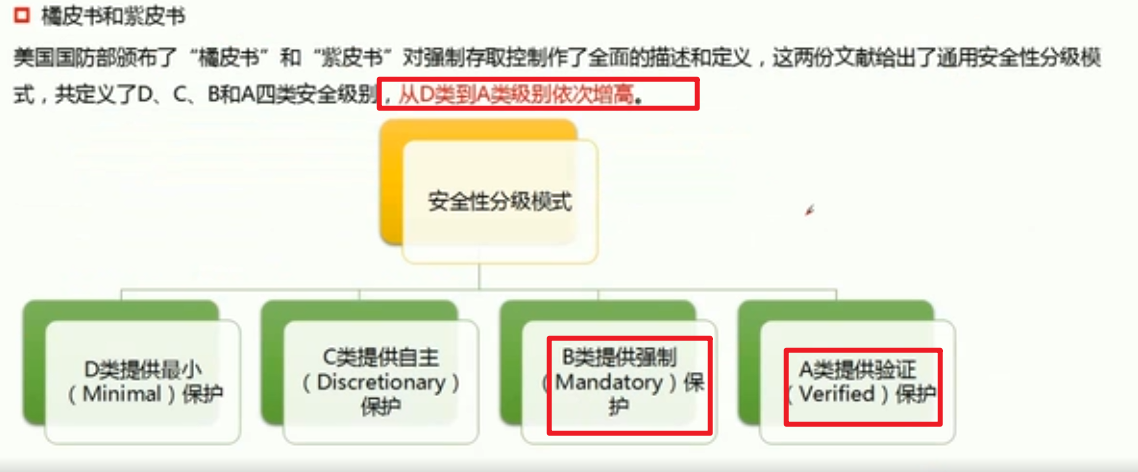 橘皮书和紫皮书
美国国防部颁布了“橘皮书”和“紫皮书”对强制存取控制作了全面的描述和定义，这两份文献给出了通用安全性分级模
式，共定义了D、C、B和A四类安全级别，从D类到A类级别依次增高。
安全性分级模式
D类提供最小
（Minimal）保护
C类提供自主
（Discretionary）
保护
B类提供强制
（Mandatory）保
护
A类提供验证
（Verified）保护